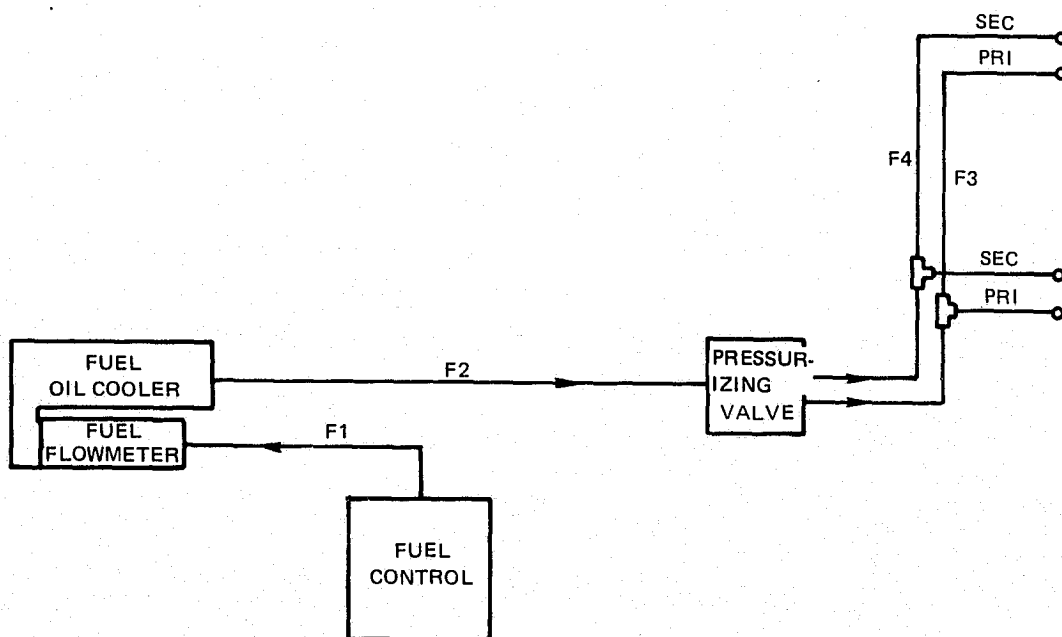 SEC
PRI
F4
F3
SEC
PRI
FUEL
OIL COOLER
F2
PRESSUR-
IZING
VALVE
FUEL
FLOWMETER
F1
FUEL
CONTROL